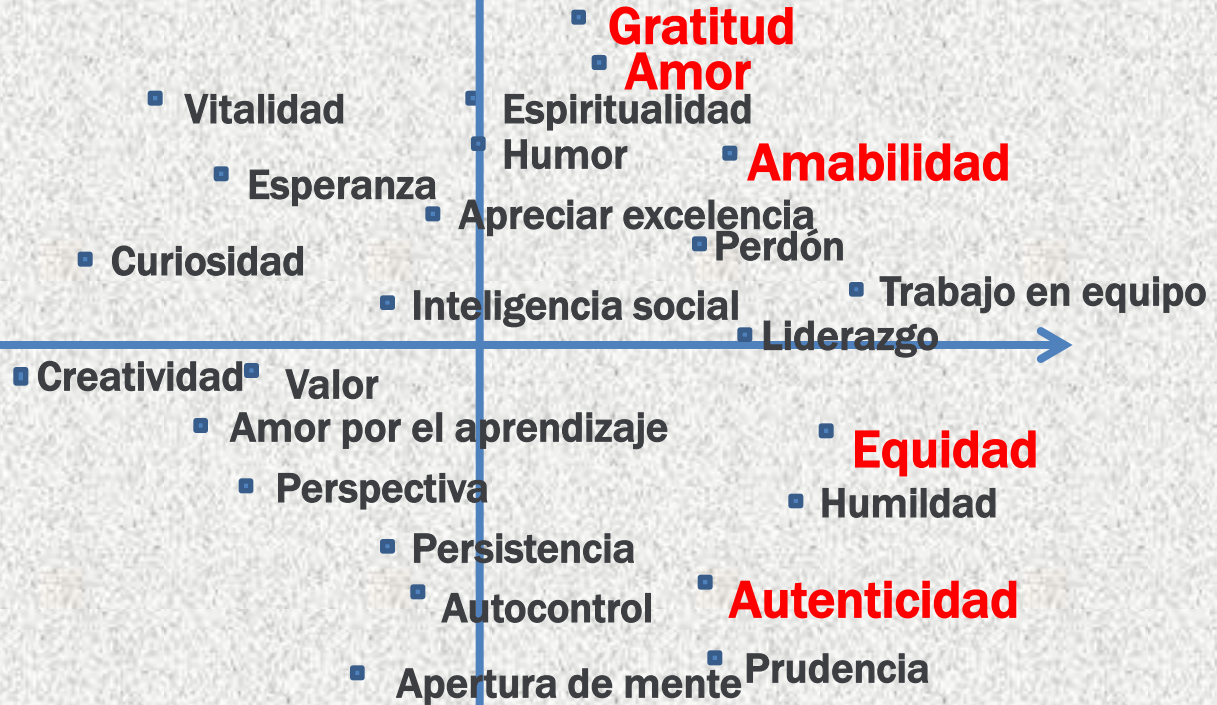 Gratitud
Amor
Vitalidad
Espiritualidad
Humor
Amabilidad
Esperanza
Apreciar excelencia
Perdón
Curiosidad
Trabajo en equipo
Inteligencia social
Liderazgo
Creatividad
Valor
Amor por el aprendizaje
Equidad
Perspectiva
Humildad
Persistencia
Autenticidad
Autocontrol
Prudencia
Apertura de mente